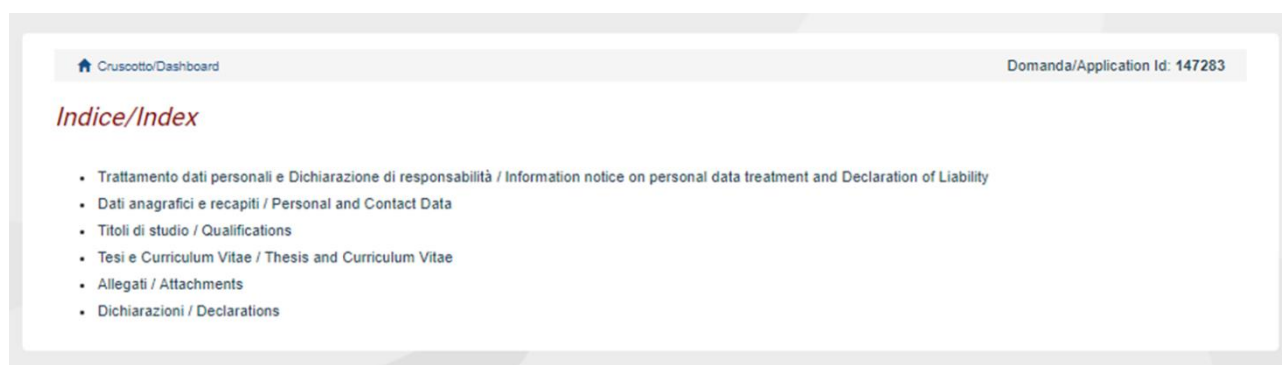 Cruscotto/Dashboard
Domanda/Application Id: 147283
Indice/Index
Trattamento dati personali e Dichiarazione di responsabilità / Information notice on personal data treatment and Declaration of Liability
Dati anagrafici e recapiti / Personal and Contact Data
Titoli di studio / Qualifications
Tesi e Curriculum Vitae / Thesis and Curriculum Vitae
Allegati / Attachments
Dichiarazioni / Declarations